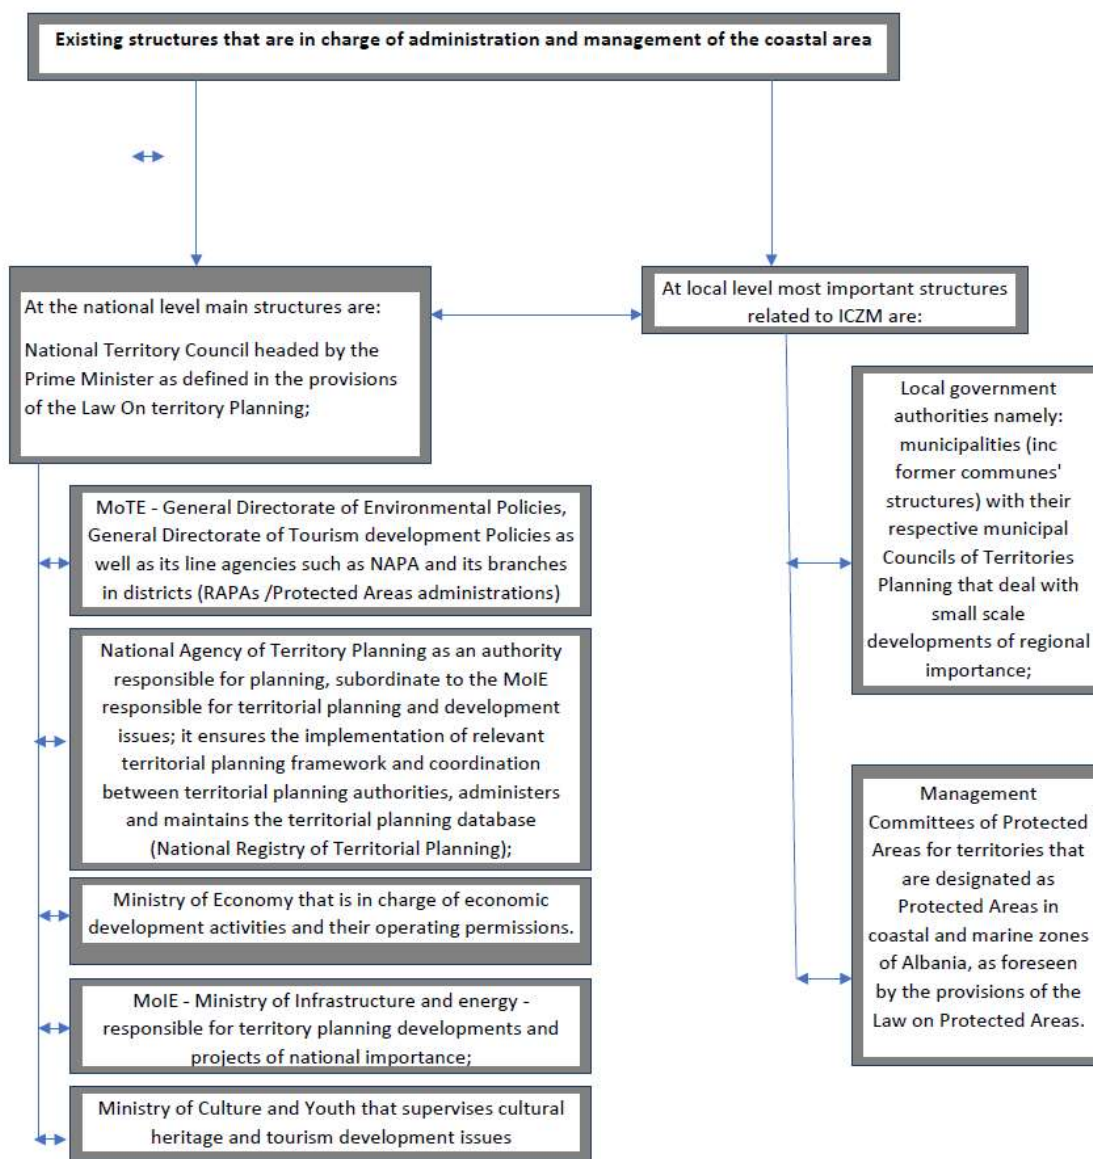 Existing structures that are in charge of administration and management of the coastal area
At the national level main structures are:
National Territory Council headed by the
Prime Minister as defined in the provisions
of the Law On territory Planning;
MoTE - General Directorate of Environmental Policies,
General Directorate of Tourism development Policies as
well as its line agencies such as NAPA and its branches
in districts (RAPAs /Protected Areas administrations)
National Agency of Territory Planning as an authority
responsible for planning, subordinate to the MoIE
responsible for territorial planning and development
issues; it ensures the implementation of relevant
territorial planning framework and coordination
between territorial planning authorities, administers
and maintains the territorial planning database
(National Registry of Territorial Planning);
Ministry of Economy that is in charge of economic
development activities and their operating permissions.
MoIE - Ministry of Infrastructure and energy -
responsible for territory planning developments and
projects of national importance;
Ministry of Culture and Youth that supervises cultural
heritage and tourism development issues
At local level most important structures
related to ICZM are:
Local government
authorities namely:
municipalities (inc
former communes'
structures) with their
respective municipal
Councils of Territories
Planning that deal with
small scale
developments of regional
importance;
Management
Committees of Protected
Areas for territories that
are designated as
Protected Areas in
coastal and marine zones
of Albania, as foreseen
by the provisions of the
Law on Protected Areas.